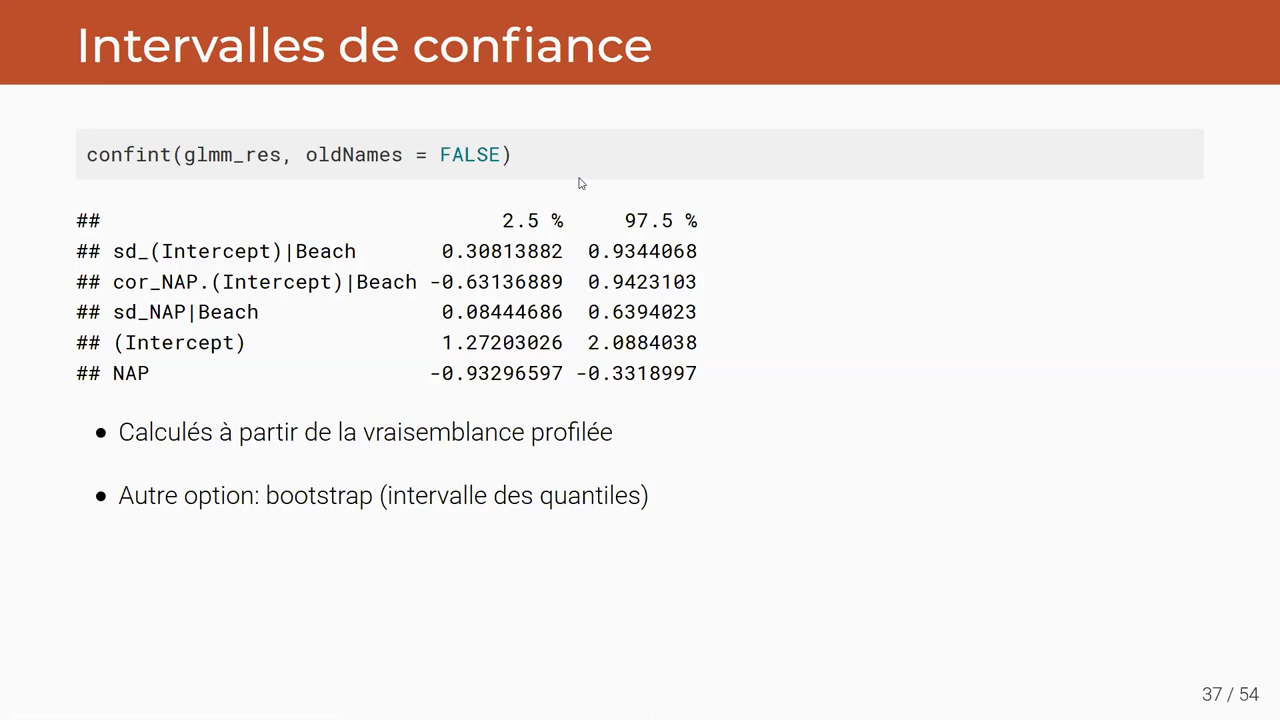 Intervalles de confiance
confint(glmm_res, oldNames = FALSE)
## 2.5 % 97.5 %
## sd_(Intercept)|Beach 0.30813882 0.9344068
## cor_NAP.(Intercept)|Beach -0.63136889 0.9423103
## sd_NAP|Beach 0.08444686 0.6394023
## (Intercept) 1.27203026 2.0884038
## NAP -0.93296597 -0.3318997
• Calculés à partir de la vraisemblance profilée
• Autre option: bootstrap (intervalle des quantiles)
37 / 54